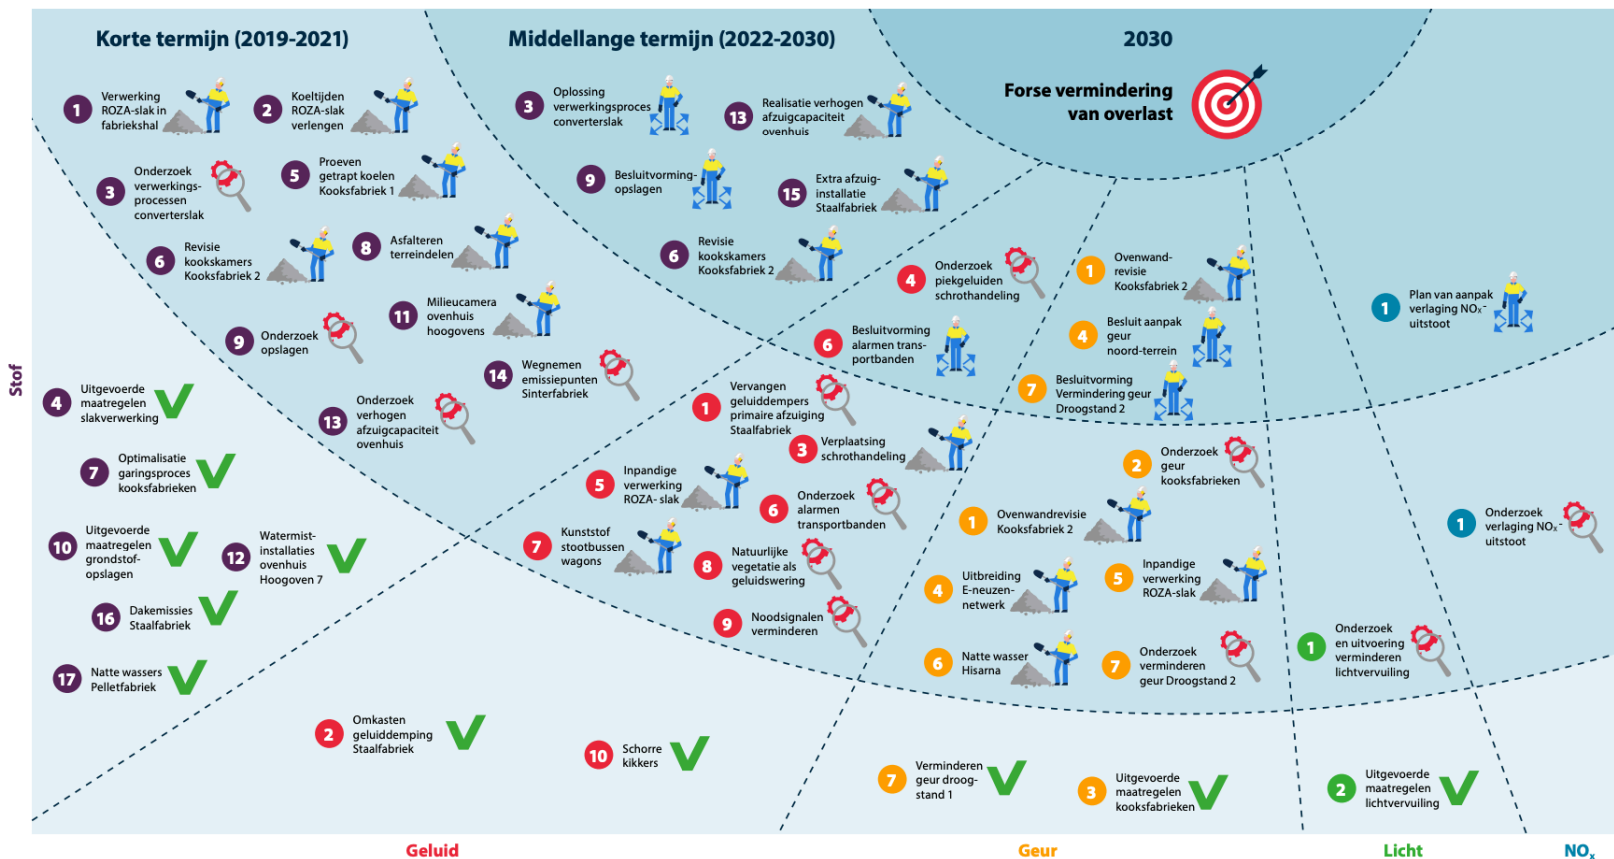 Korte termijn (2019-2021)
Middellange termijn (2022-2030)
2030
Forse vermindering
van overlast
1
Verwerking
ROZA-slak in
fabriekshal
2
Koeltijden
ROZA-slak
verlengen
3
Onderzoek
verwerkings-
processen
converterslak
5
Proeven
getrapt koelen
Kooksfabriek 1
6
Revisie
kookskamers
Kooksfabriek 2
8
Asfalteren
terreindelen
11
Milieucamera
ovenhuis
hoogovens
9
Onderzoek
opslagen
14
Wegnemen
emissiepunten
Sinterfabriek
13
Onderzoek
verhogen
afzuigcapaciteit
ovenhuis
3
Oplossing
verwerkingsproces
converterslak
13
Realisatie verhogen
afzuigcapaciteit
ovenhuis
9
Besluitvorming-
opslagen
15
Extra afzuig-
installatie
Staalfabriek
6
Revisie
kookskamers
Kooksfabriek 2
4
Onderzoek
piekgeluiden
schrothandeling
6
Besluitvorming
alarmen trans-
portbanden
1
Ovenwand-
revisie
Kooksfabriek 2
4
Besluit aanpak
geur
noord-terrein
7
Besluitvorming
Vermindering geur
Droogstand 2
1
Plan van aanpak
verlaging NOx-
uitstoot
Stof
4
Uitgevoerde
maatregelen
slakverwerking
7
Optimalisatie
garingsproces
kooksfabrieken
10
Uitgevoerde
maatregelen
grondstof-
opslagen
12
Watermist-
installaties
ovenhuis
Hoogoven 7
16
Dakemissies
Staalfabriek
17
Natte wassers
Pelletfabriek
1
Vervangen
geluiddempers
primaire afzuiging
Staalfabriek
3
Verplaatsing
schrothandeling
5
Inpandige
verwerking
ROZA- slak
6
Onderzoek
alarmen
transportbanden
7
Kunststof
stootbussen
wagons
8
Natuurlijke
vegetatie als
geluidswering
9
Noodsignalen
verminderen
2
Onderzoek
geur
kooksfabrieken
1
Ovenwandrevisie
Kooksfabriek 2
4
Uitbreiding
E-neuzen-
netwerk
5
Inpandige
verwerking
ROZA-slak
6
Natte wasser
Hisarna
7
Onderzoek
verminderen
geur Droogstand 2
1
Onderzoek
en uitvoering
verminderen
lichtvervuiling
1
Onderzoek
verlaging NOx-
uitstoot
2
Omkasten
geluiddemping
Staalfabriek
10
Schorre
kikkers
7
Verminderen
geur droog-
stand 1
3
Uitgevoerde
maatregelen
kooksfabrieken
2
Uitgevoerde
maatregelen
lichtvervuiling
Geluid
Geur
Licht
NOx